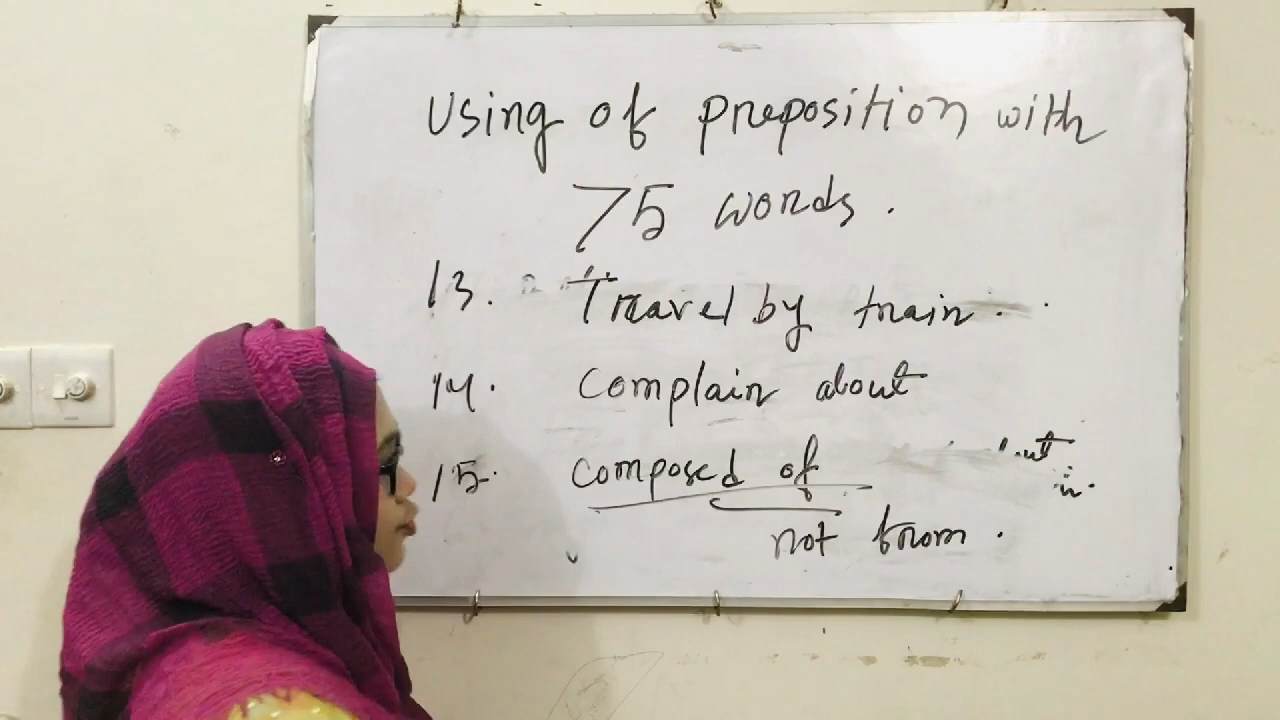 Using of preposition with
75 words.
13. Travel by train.
14. Complain about
15. Composed of
not from.